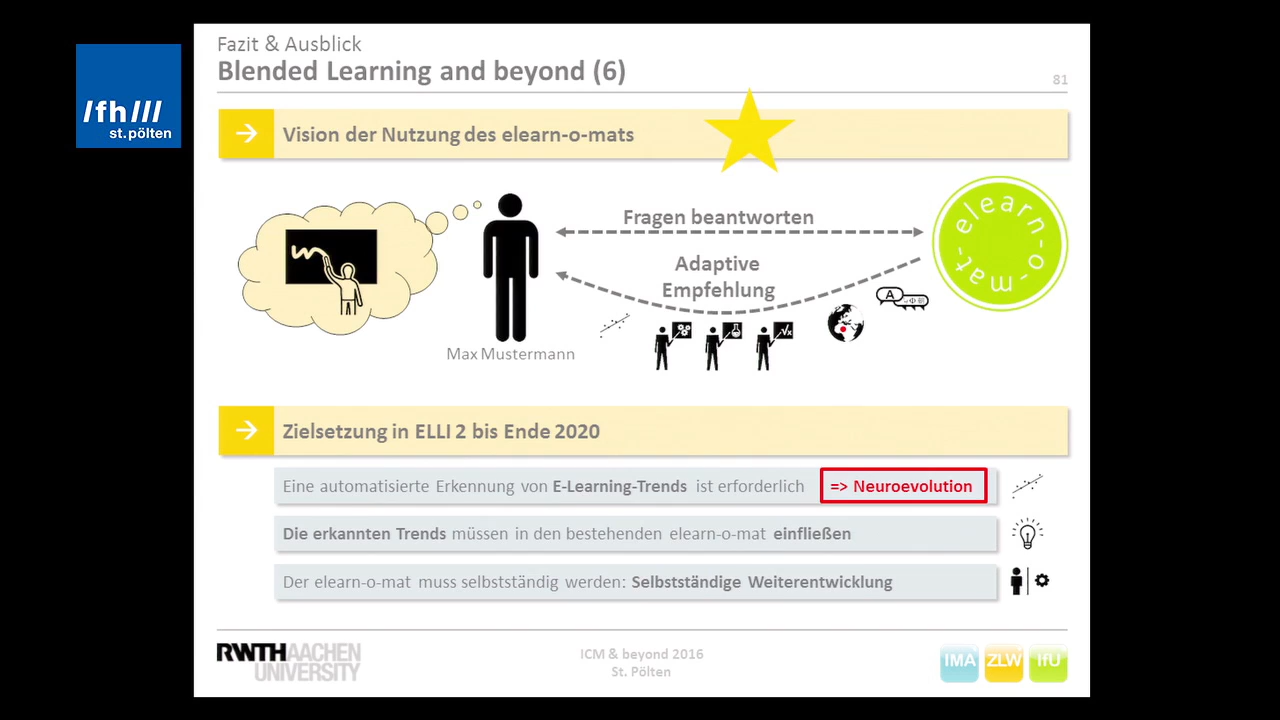 Fazit & Ausblick
Blended Learning and beyond (6)
81
/fh///
st.pölten
Vision der Nutzung des elearn-o-mats
Fragen beantworten
elearn-o-mat-
Adaptive
Empfehlung
A
√x
Max Mustermann
Zielsetzung in ELLI 2 bis Ende 2020
Eine automatisierte Erkennung von E-Learning-Trends ist erforderlich => Neuroevolution
Die erkannten Trends müssen in den bestehenden elearn-o-mat einfließen
Der elearn-o-mat muss selbstständig werden: Selbstständige Weiterentwicklung
RWTHAACHEN
UNIVERSITY
ICM & beyond 2016
St. Pölten
IMA ZLW IfU